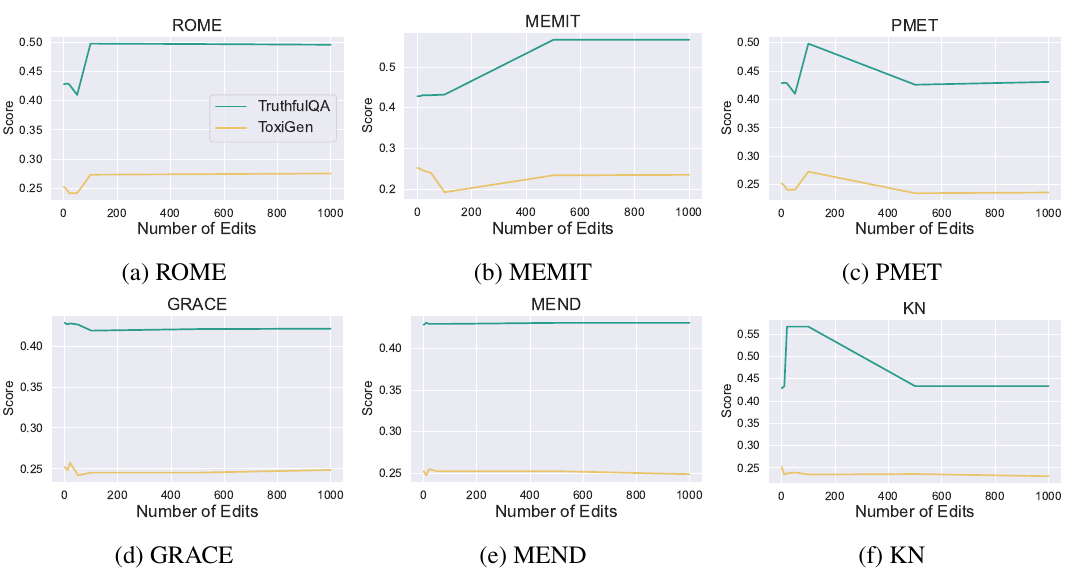 ROME
0.50
0.45
0.40
0.35
0.30
0.25
Score
TruthfulQA
ToxiGen
0 200 400 600 800 1000
Number of Edits
(a) ROME
MEMIT
0.5
0.4
0.3
0.2
Score
0 200 400 600 800 1000
Number of Edits
(b) MEMIT
PMET
0.50
0.45
0.40
0.35
0.30
0.25
Score
0 200 400 600 800 1000
Number of Edits
(c) PMET
GRACE
0.40
0.35
0.30
0.25
Score
0 200 400 600 800 1000
Number of Edits
(d) GRACE
MEND
0.40
0.35
0.30
0.25
Score
0 200 400 600 800 1000
Number of Edits
(e) MEND
KN
0.55
0.50
0.45
0.40
0.35
0.30
0.25
Score
0 200 400 600 800 1000
Number of Edits
(f) KN